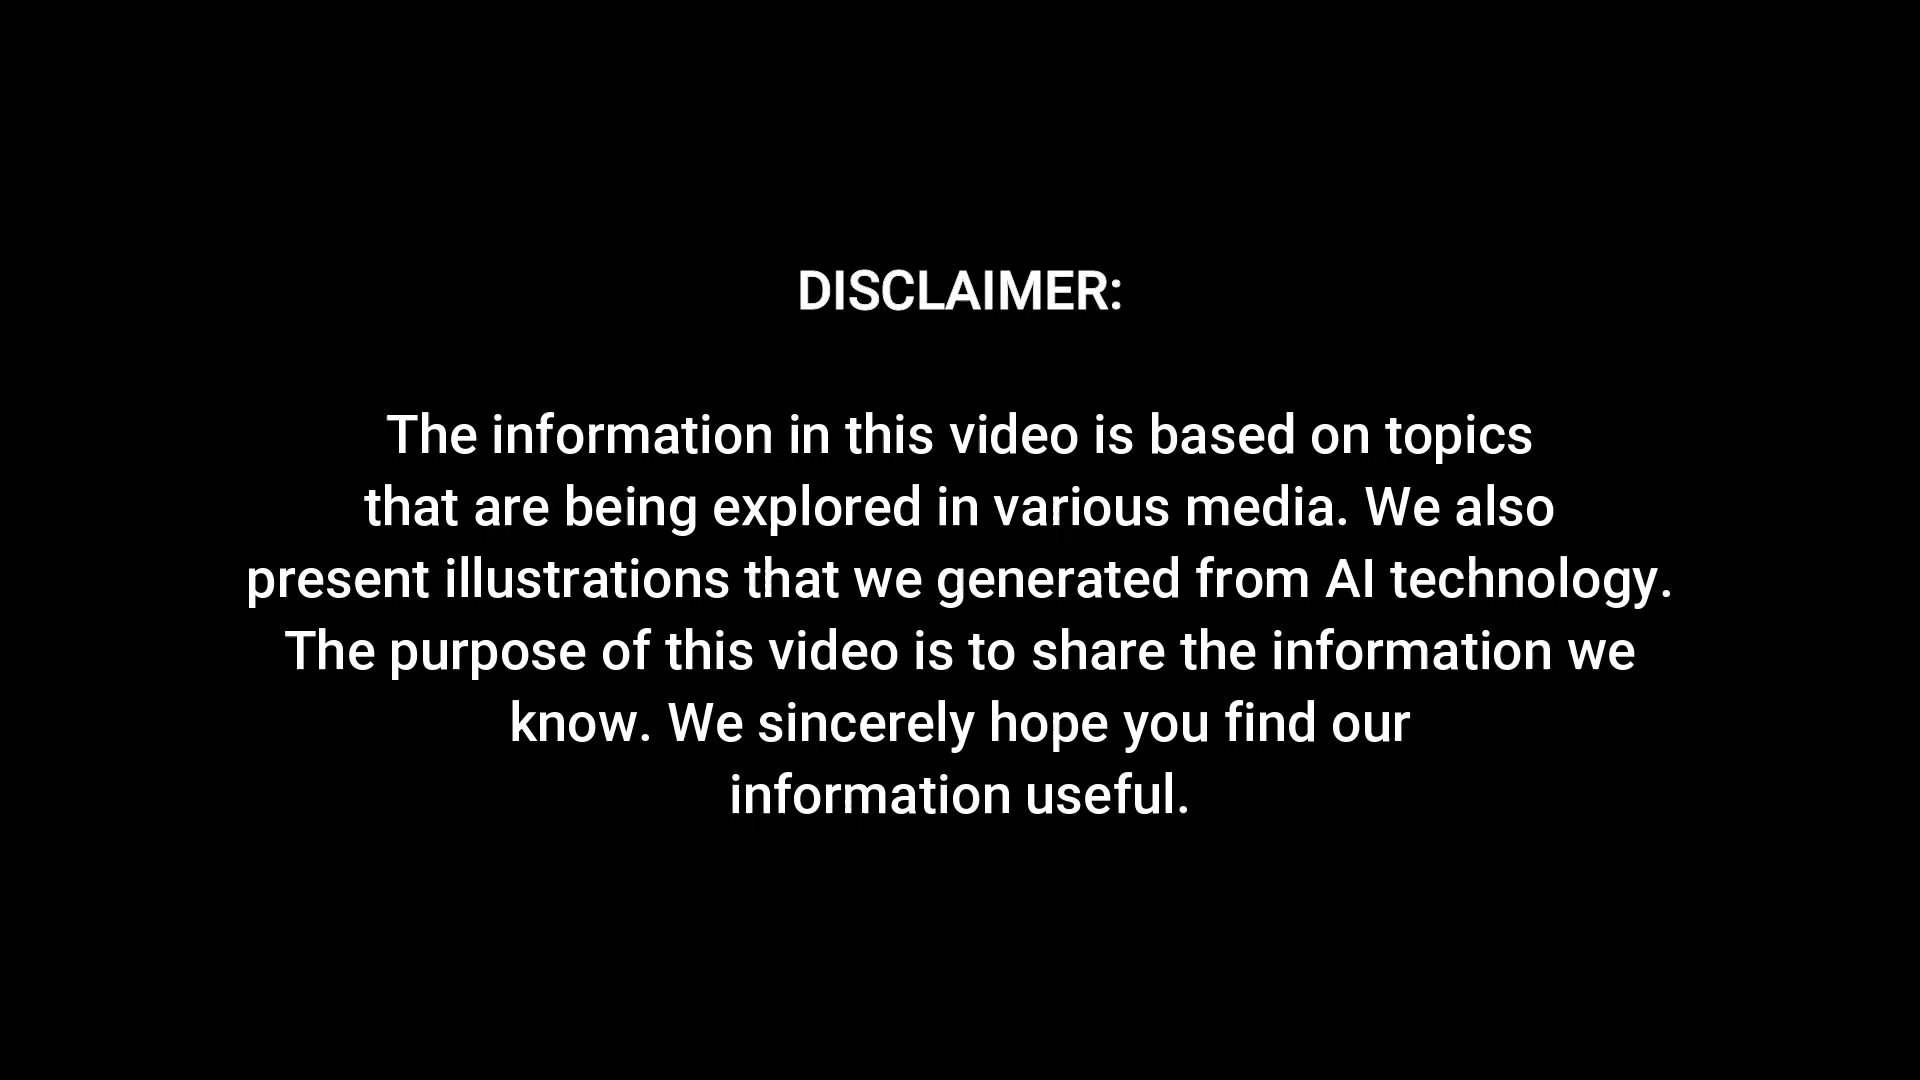 DISCLAIMER:
The information in this video is based on topics
that are being explored in various media. We also
present illustrations that we generated from AI technology.
The purpose of this video is to share the information we
know. We sincerely hope you find our
information useful.